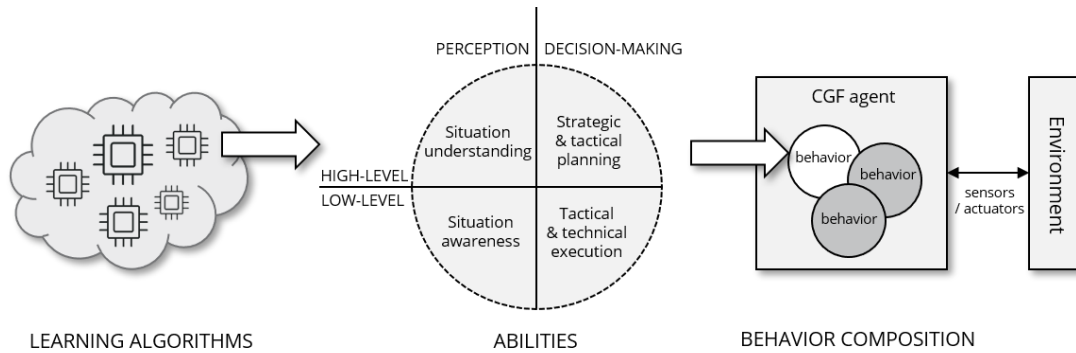 PERCEPTION
DECISION-MAKING
Situation
understanding
Strategic
& tactical
planning
HIGH-LEVEL
LOW-LEVEL
Situation
awareness
Tactical
& technical
execution
CGF agent
behavior
behavior
behavior
sensors
/ actuators
Environment
LEARNING ALGORITHMS
ABILITIES
BEHAVIOR COMPOSITION